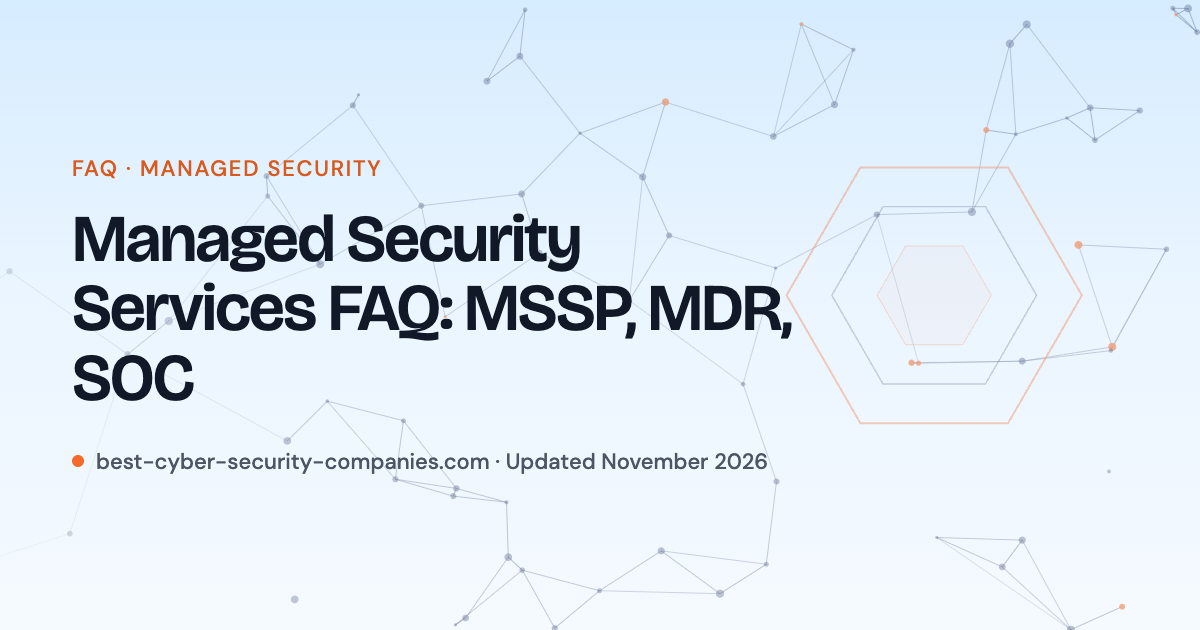 FAQ · MANAGED SECURITY
Managed Security
Services FAQ: MSSP, MDR,
SOC
best-cyber-security-companies.com · Updated November 2026